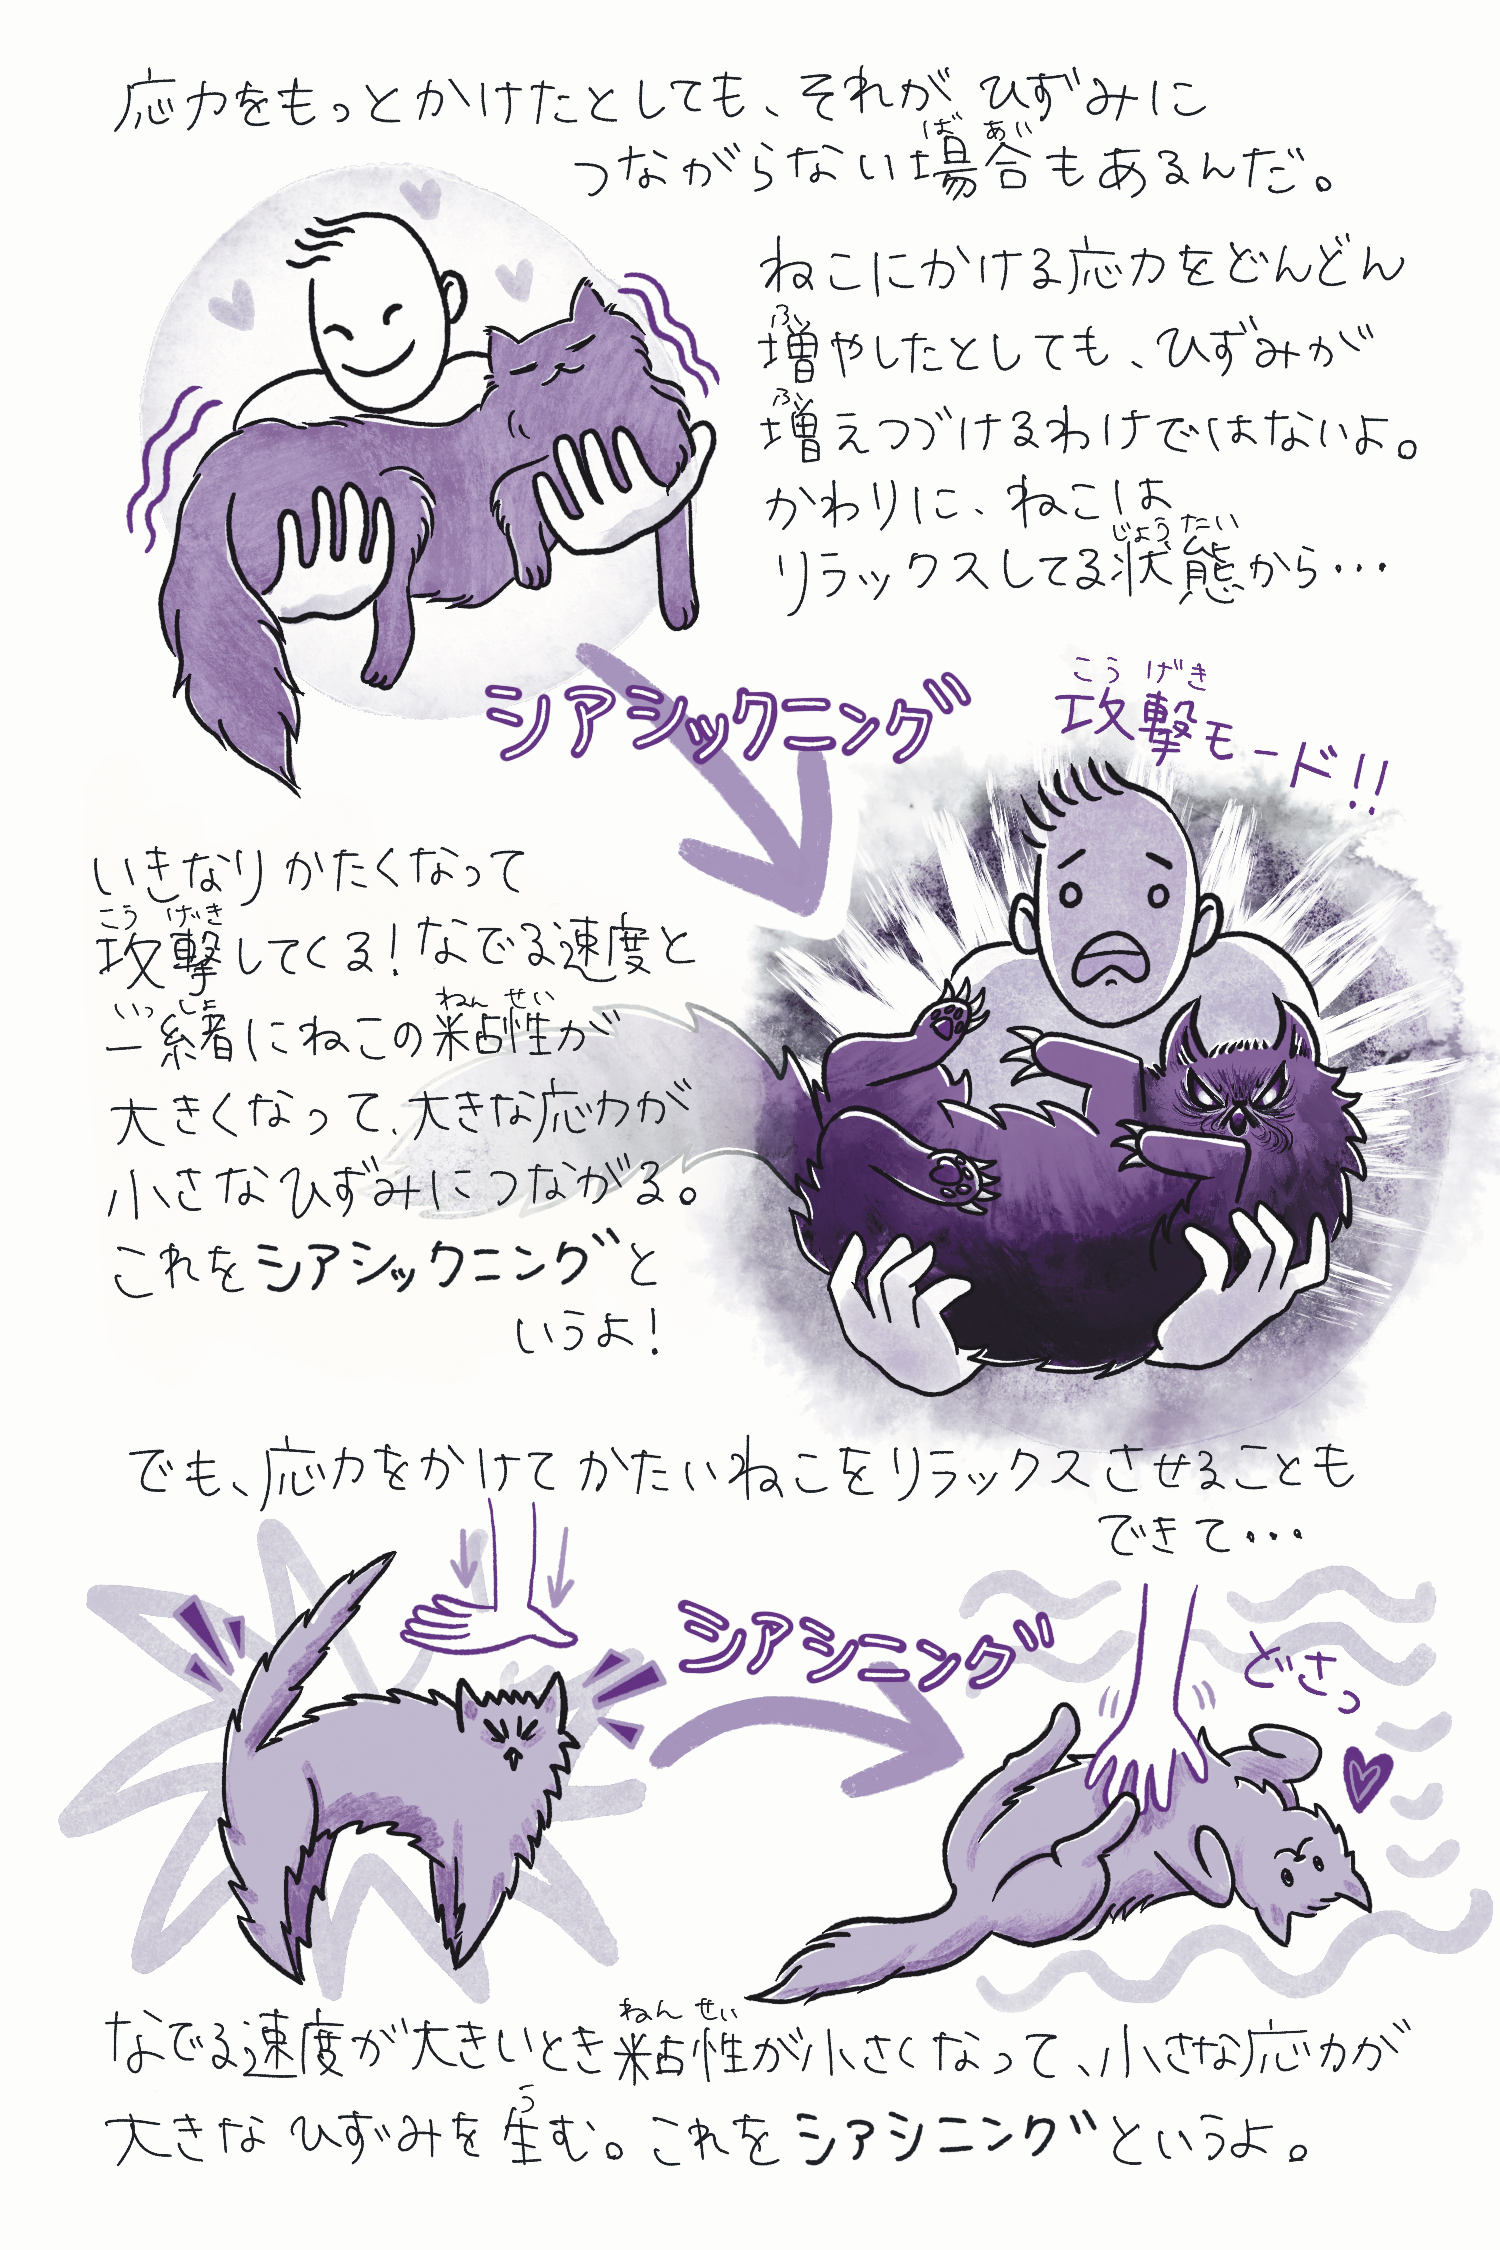 応力をもっとかけたとしても、それが ひずみに
つながらない場合もあるんだ。
ばあい
ねこにかける応力をどんどん
増やしたとしても、ひずみが
ふ
増えつづけるわけではないよ。
ふ
かわりに、ねこは
リラックスしてる状態から…
じょうたい
シアシックニング
こうげき
攻撃モード!!
いきなりかたくなって
攻撃してくる!なでる速度と
こうげき
一緒にねこの粘性が
いっしょ ねんせい
大きくなって、大きな応力が
小さなひずみにつながる。
これをシアシックニングと
いうよ!
でも、応力をかけてかたいねこをリラックスさせることも
できて…
シアシニング
どさっ
なでる速度が大きいとき粘性が小さくなって、小さな応力が
ねんせい
大きな ひずみを生む。これをシアシニングというよ。
う